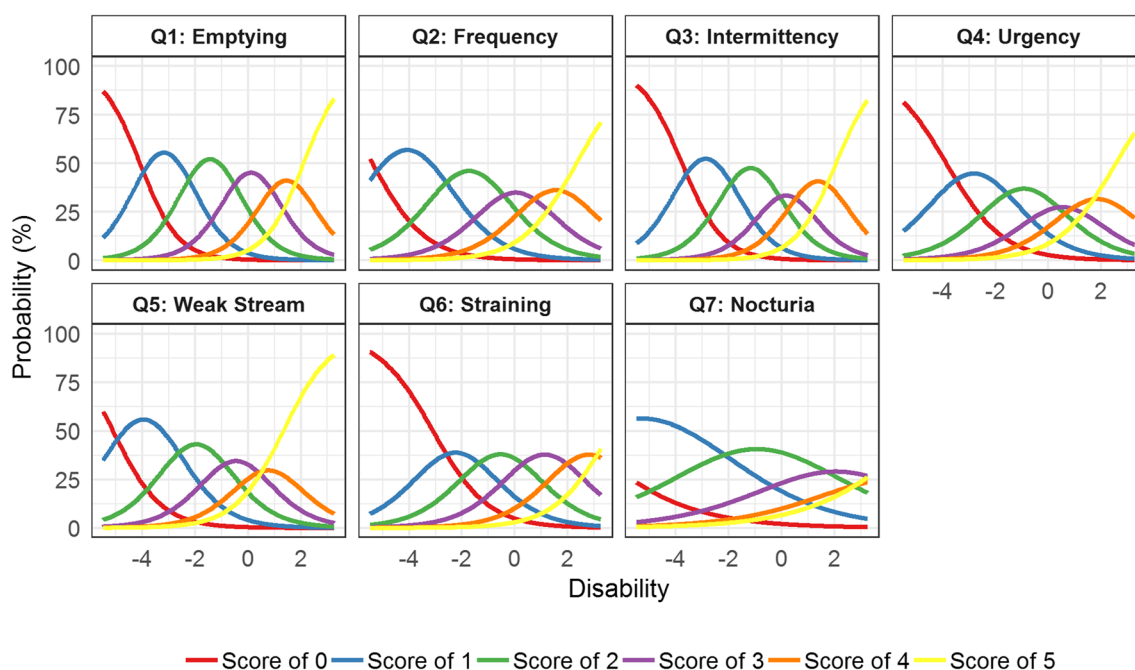 Q1: Emptying Q2: Frequency Q3: Intermittency Q4: Urgency
100
75
50
25
0
-4 -2 0 2
Q5: Weak Stream Q6: Straining Q7: Nocturia
100
75
50
25
0
-4 -2 0 2 -4 -2 0 2 -4 -2 0 2
Probability (%)
Disability
Score of 0 Score of 1 Score of 2 Score of 3 Score of 4 Score of 5